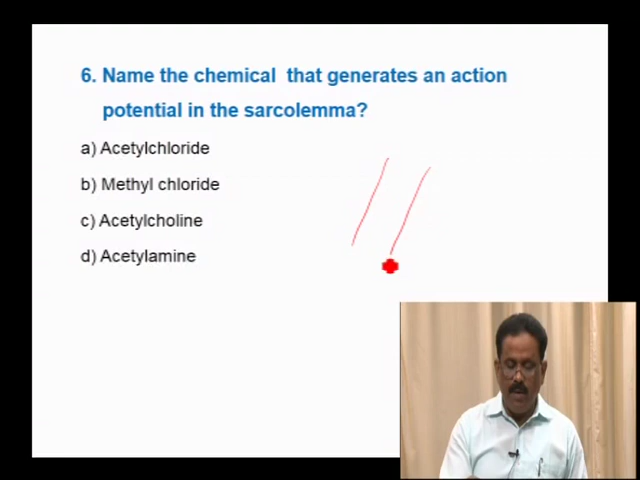 6. Name the chemical that generates an action
potential in the sarcolemma?
a) Acetylchloride
b) Methyl chloride
c) Acetylcholine
d) Acetylamine